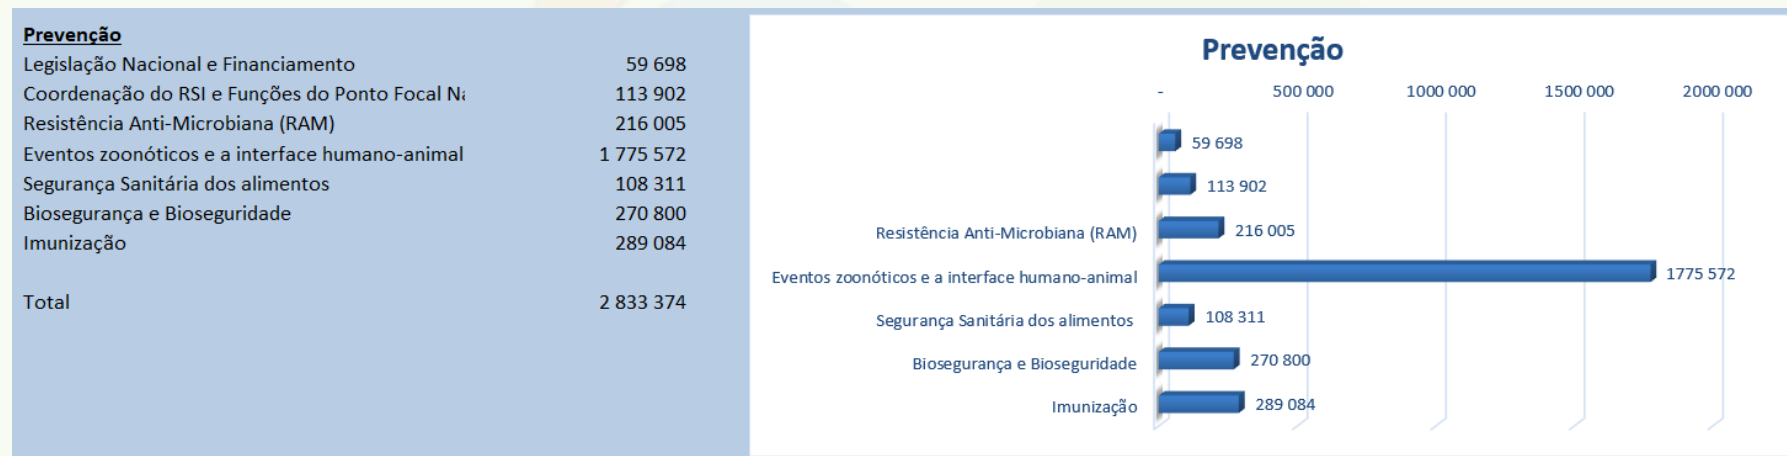 Prevenção
Legislação Nacional e Financiamento 59 698
Coordenação do RSI e Funções do Ponto Focal Na 113 902
Resistência Anti-Microbiana (RAM) 216 005
Eventos zoonóticos e a interface humano-animal 1 775 572
Segurança Sanitária dos alimentos 108 311
Biosegurança e Bioseguridade 270 800
Imunização 289 084
Total 2 833 374
Prevenção
- 500 000 1000 000 1500 000 2000 000
59 698
113 902
Resistência Anti-Microbiana (RAM) 216 005
Eventos zoonóticos e a interface humano-animal 1775 572
Segurança Sanitária dos alimentos 108 311
Biosegurança e Bioseguridade 270 800
Imunização 289 084